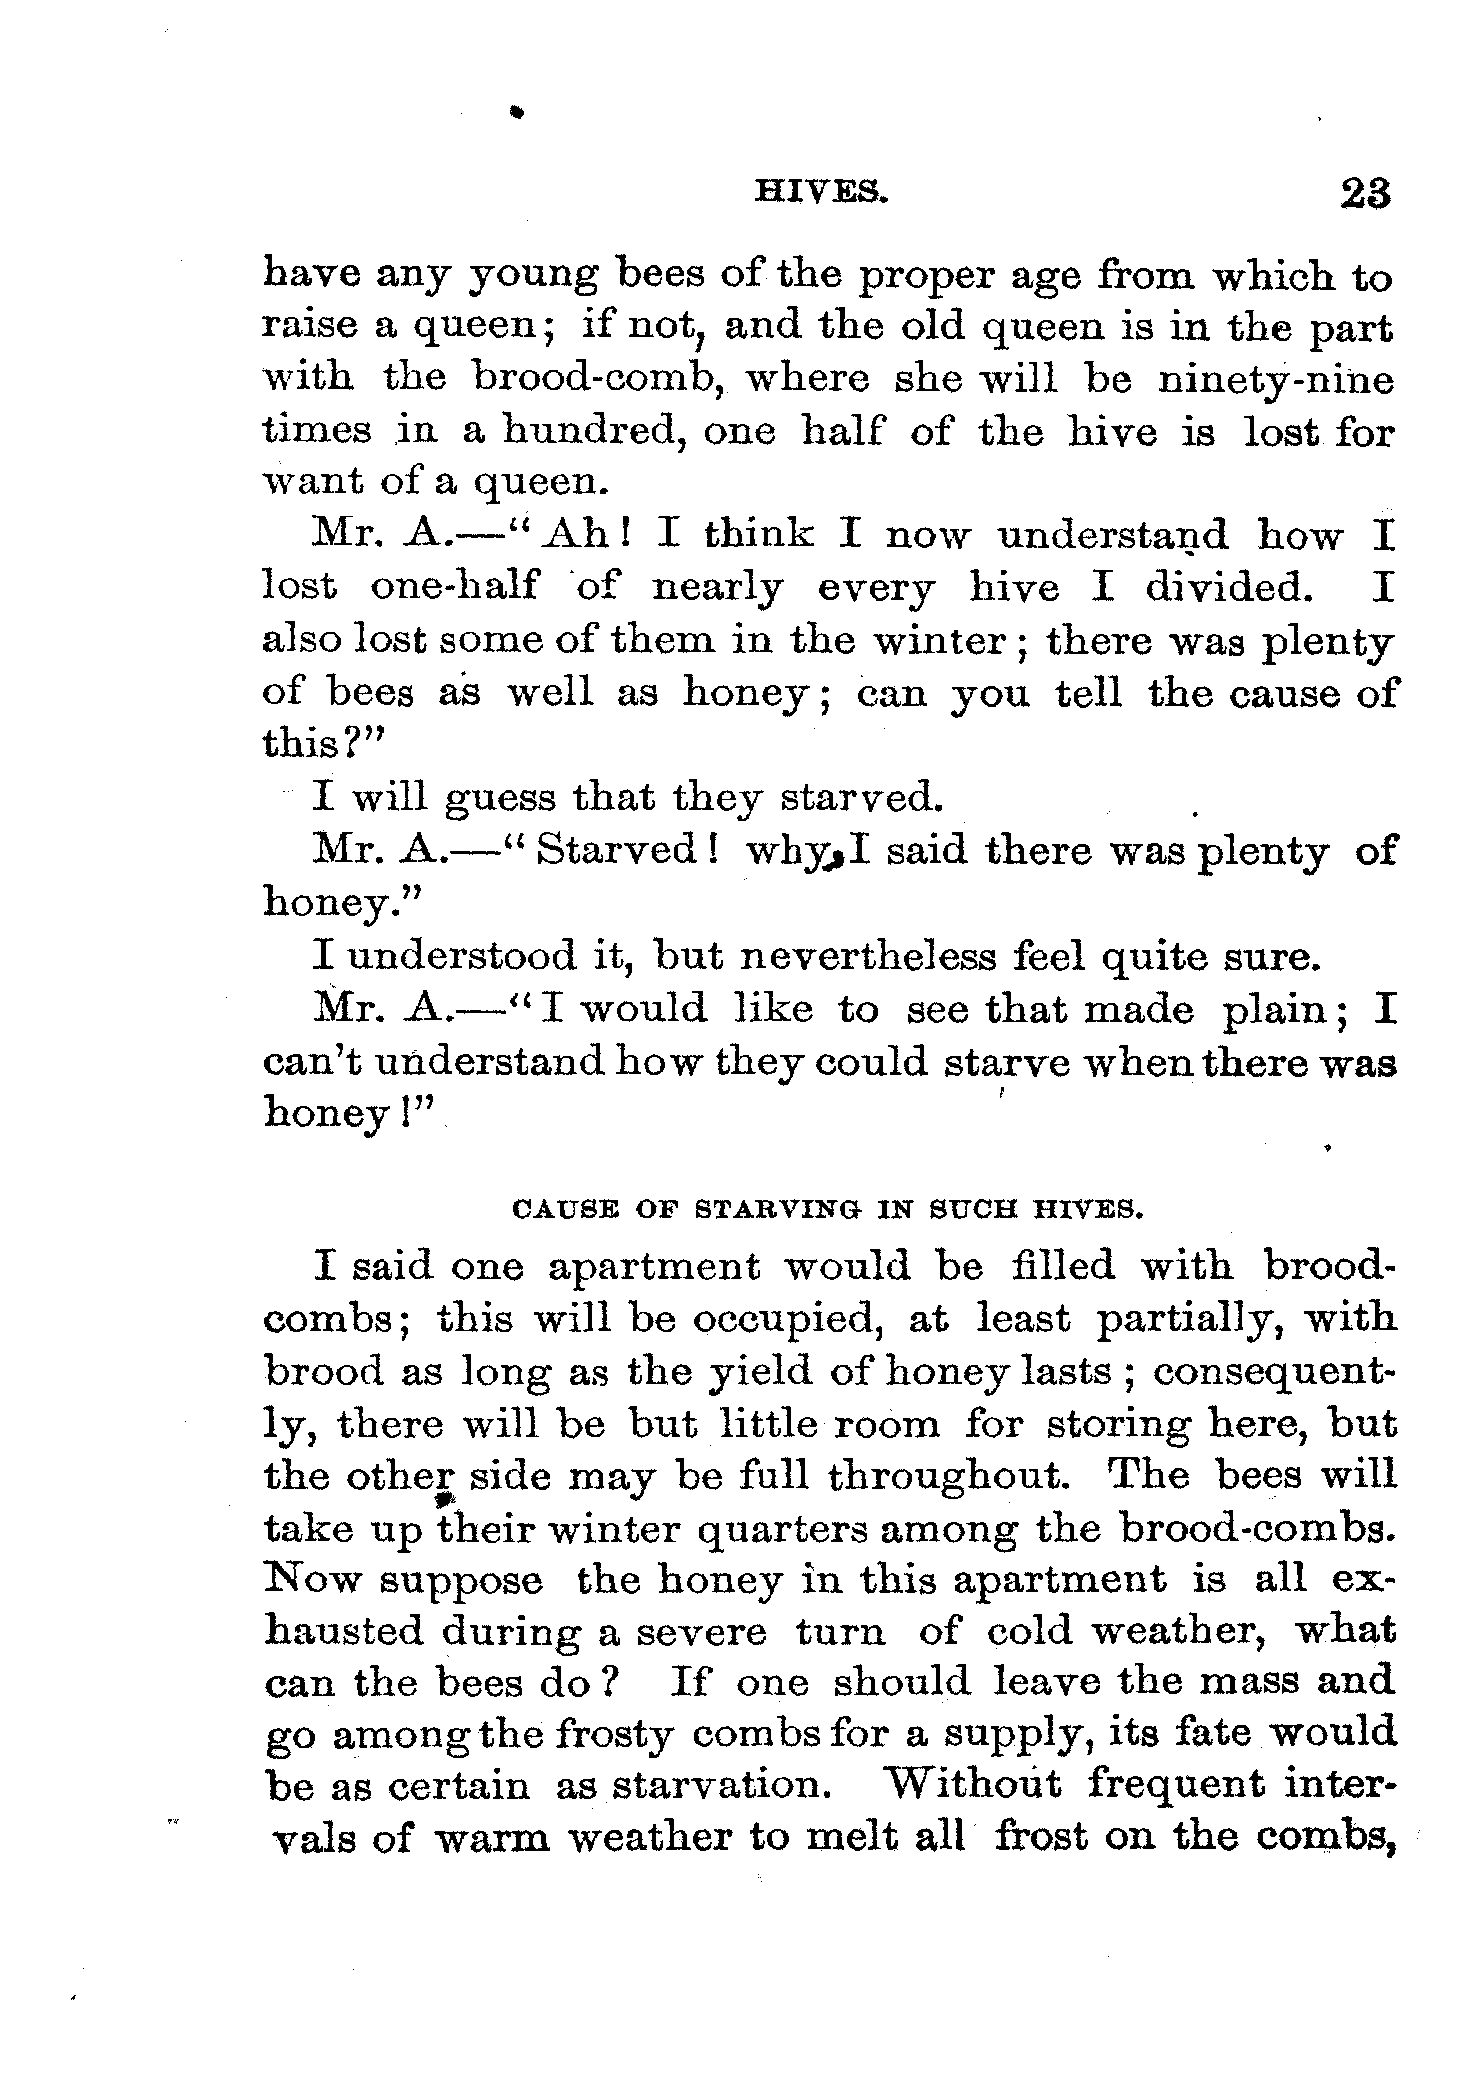 HIVES. 23
have any young bees of the proper age from which to
raise a queen; if not, and the old queen is in the part
with the brood-comb, where she will be ninety-nine
times in a hundred, one half of the hive is lost for
want of a queen.
Mr. A.—“Ah! I think I now understand how I
lost one-half of nearly every hive I divided. I
also lost some of them in the winter; there was plenty
of bees as well as honey; can you tell the cause of
this?”
I will guess that they starved.
Mr. A.—“Starved! why, I said there was plenty of
honey.”
I understood it, but nevertheless feel quite sure.
Mr. A.—“I would like to see that made plain; I
can't understand how they could starve when there was
honey!”
CAUSE OF STARVING IN SUCH HIVES.
I said one apartment would be filled with brood-
combs; this will be occupied, at least partially, with
brood as long as the yield of honey lasts; consequent-
ly, there will be but little room for storing here, but
the other side may be full throughout. The bees will
take up their winter quarters among the brood-combs.
Now suppose the honey in this apartment is all ex-
hausted during a severe turn of cold weather, what
can the bees do? If one should leave the mass and
go among the frosty combs for a supply, its fate would
be as certain as starvation. Without frequent inter-
vals of warm weather to melt all frost on the combs,